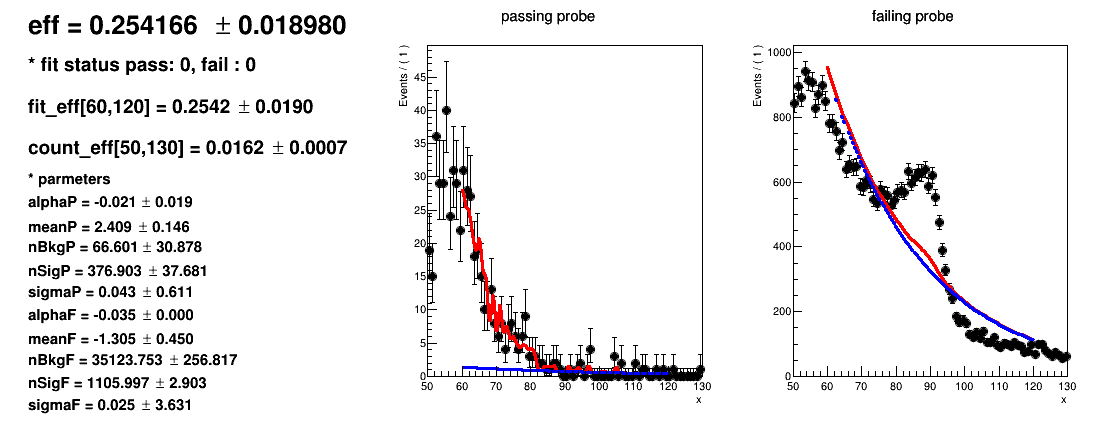 eff = 0.254166 ± 0.018980
* fit status pass: 0, fail : 0
fit_eff[60,120] = 0.2542 ± 0.0190
count_eff[50,130] = 0.0162 ± 0.0007
* parmeters
alphaP = -0.021 ± 0.019
meanP = 2.409 ± 0.146
nBkgP = 66.601 ± 30.878
nSigP = 376.903 ± 37.681
sigmaP = 0.043 ± 0.611
alphaF = -0.035 ± 0.000
meanF = -1.305 ± 0.450
nBkgF = 35123.753 ± 256.817
nSigF = 1105.997 ± 2.903
sigmaF = 0.025 ± 3.631
passing probe
Events / ( 1 )
45
40
35
30
25
20
15
10
5
0
50 60 70 80 90 100 110 120 130
x
failing probe
Events / ( 1 )
1000
800
600
400
200
0
50 60 70 80 90 100 110 120 130
x